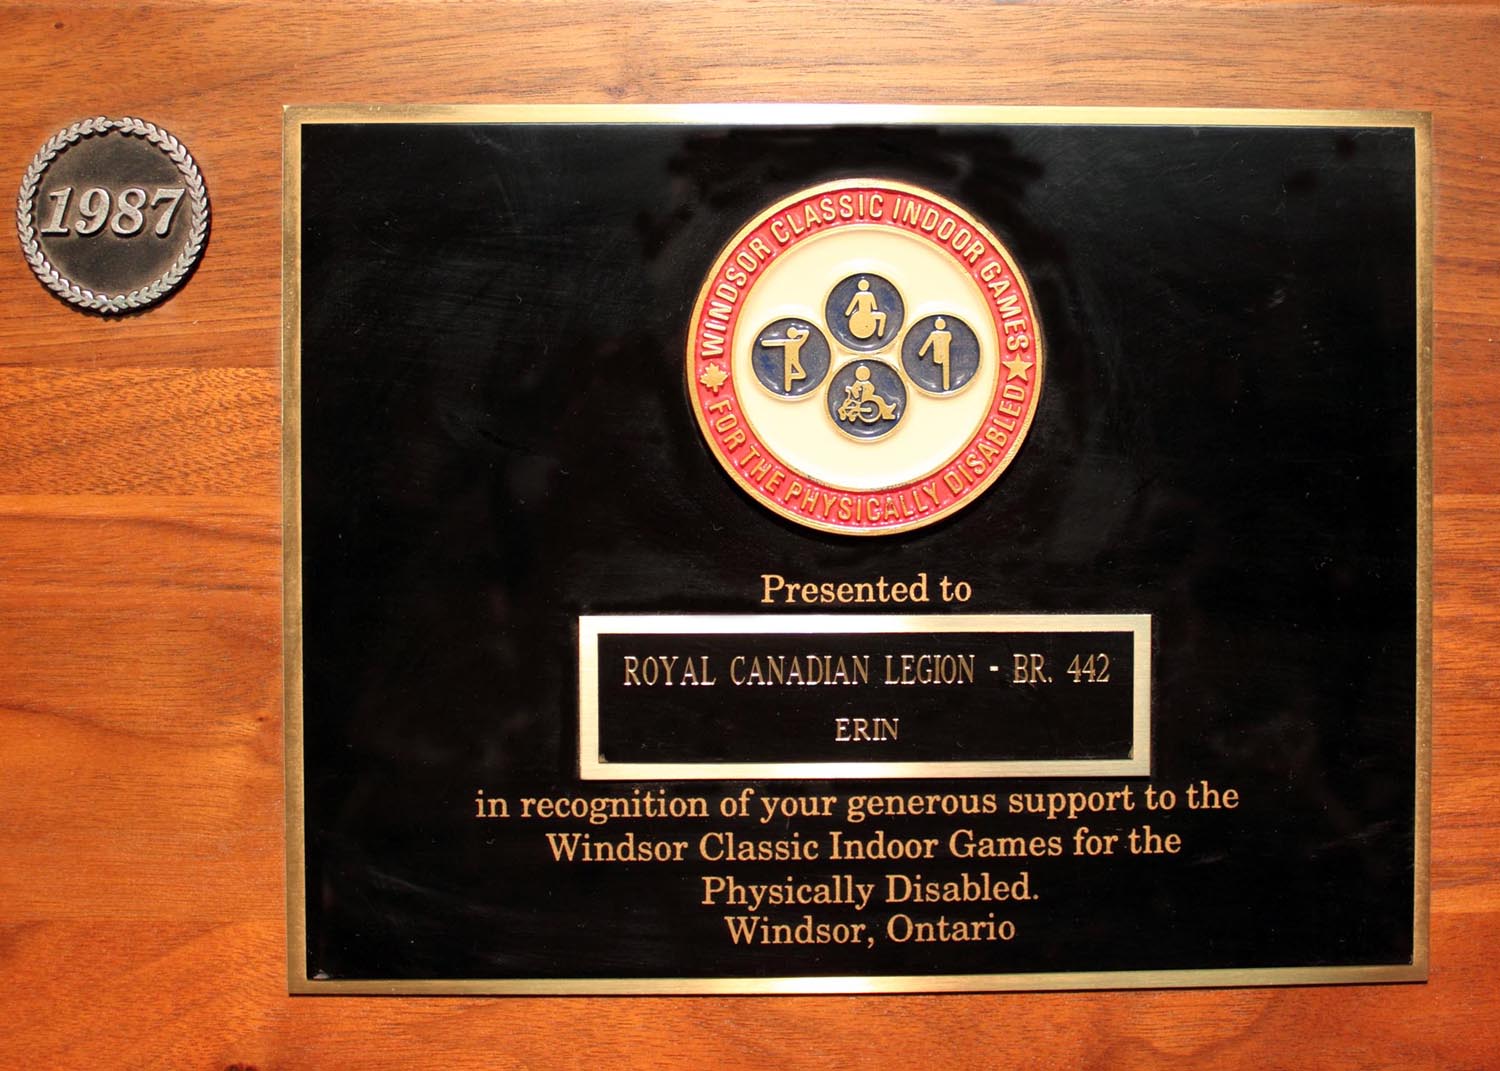 1987
WINDSOR CLASSIC INDOOR GAMES
FOR THE PHYSICALLY DISABLED
Presented to
ROYAL CANADIAN LEGION - BR. 442
ERIN
in recognition of your generous support to the
Windsor Classic Indoor Games for the
Physically Disabled.
Windsor, Ontario